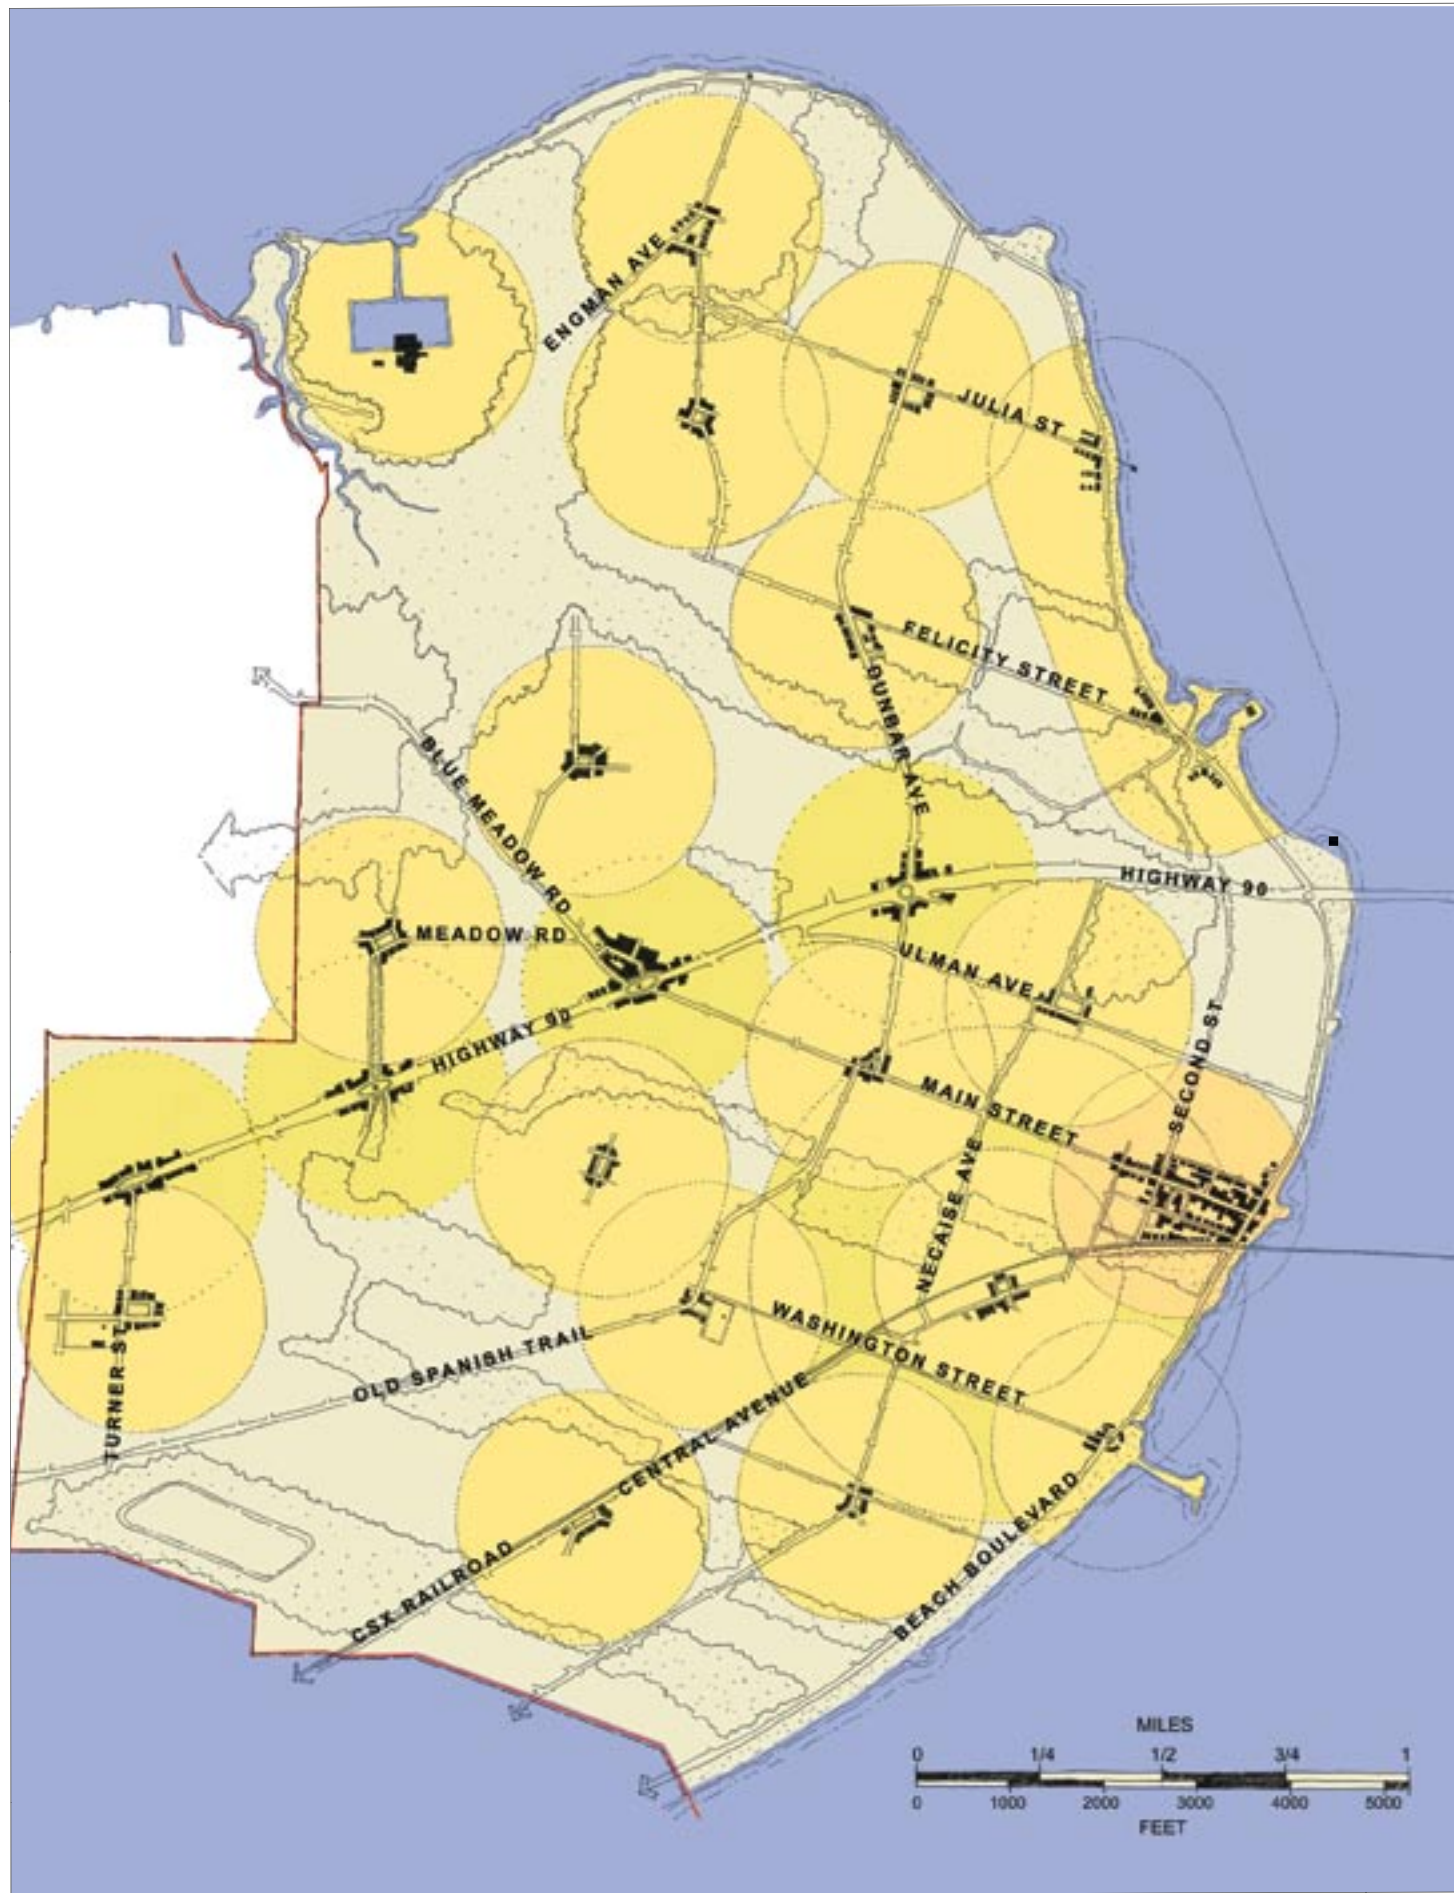 ENGMAN AVE
JULIA ST
FELICITY STREET
DUNBAR AVE
BLUE MEADOW RD
HIGHWAY 90
MEADOW RD
ULMAN AVE
HIGHWAY 90
SECOND ST
MAIN STREET
NECAISE AVE
WASHINGTON STREET
OLD SPANISH TRAIL
TURNER ST
CENTRAL AVENUE
CSX RAILROAD
BEACH BOULEVARD
MILES
0 1/4 1/2 3/4 1
0 1000 2000 3000 4000 5000
FEET